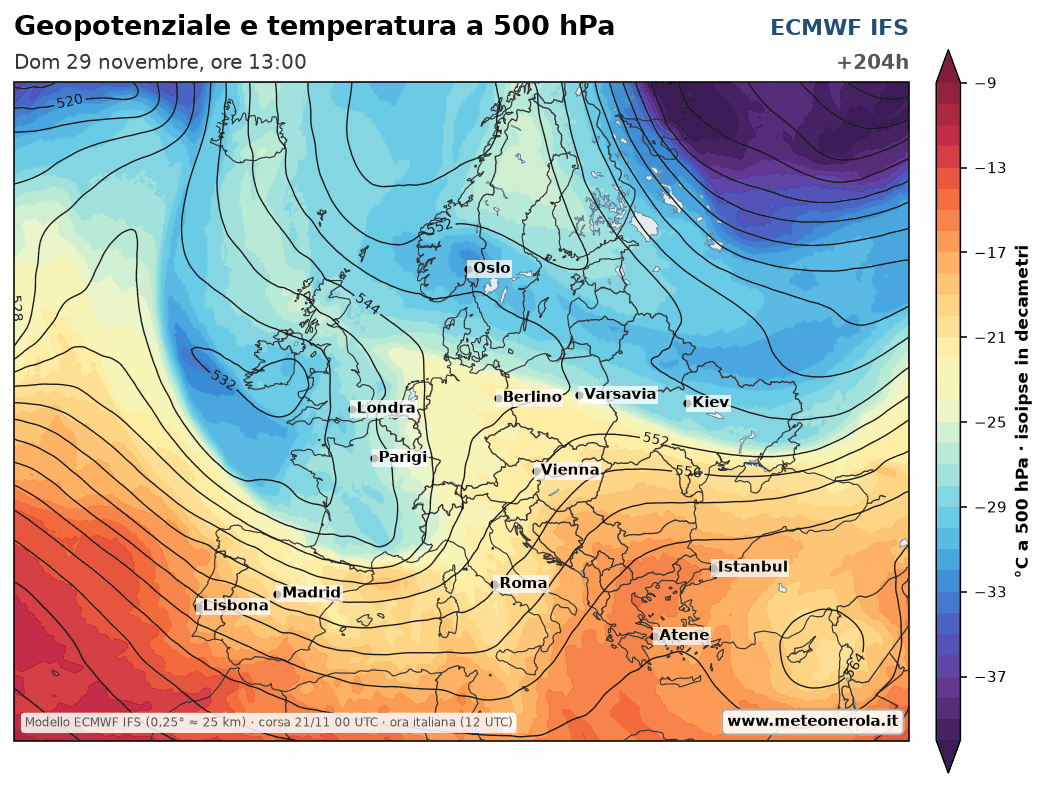 Geopotenziale e temperatura a 500 hPa
ECMWF IFS
Dom 29 novembre, ore 13:00
+204h
520
552
Oslo
544
528
532
Londra
Berlino
Varsavia
Kiev
552
Parigi
Vienna
556
Istanbul
Roma
Madrid
Lisbona
Atene
564
Modello ECMWF IFS (0,25° ≈ 25 km) · corsa 21/11 00 UTC · ora italiana (12 UTC)
www.meteonerola.it
−9
−13
−17
−21
−25
−29
−33
−37
°C a 500 hPa · isoipse in decametri